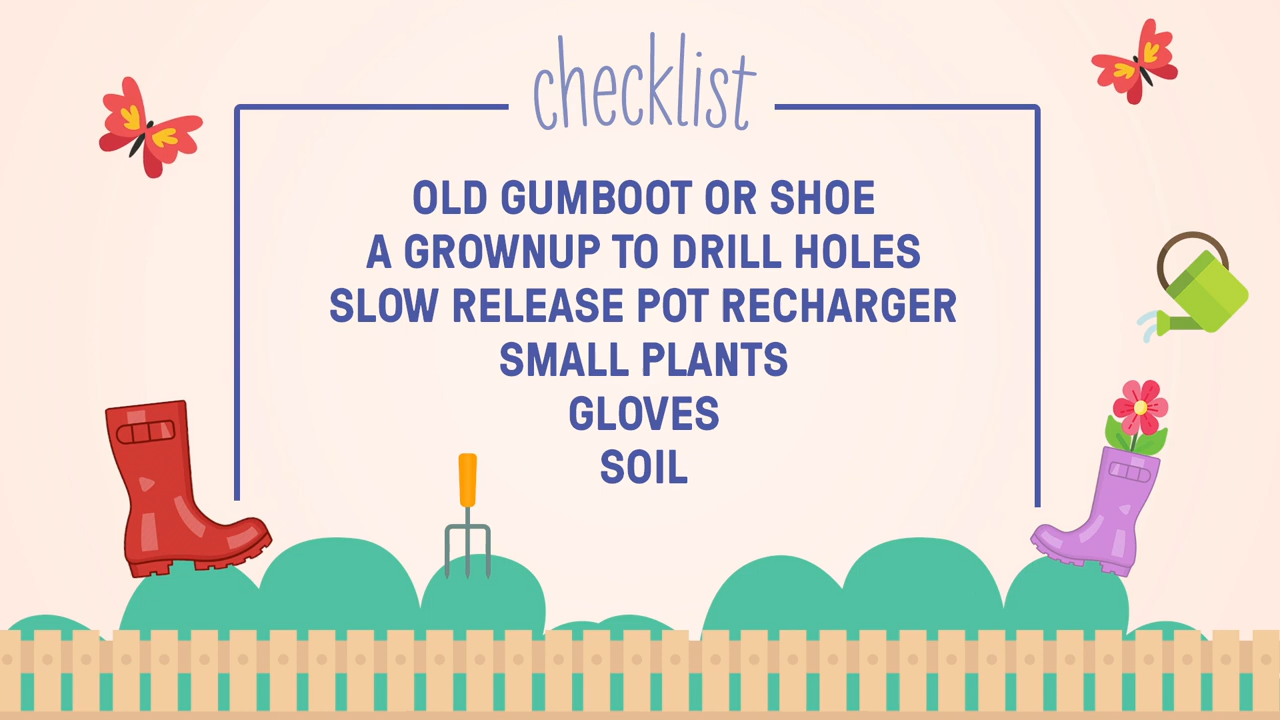 checklist
OLD GUMBOOT OR SHOE
A GROWNUP TO DRILL HOLES
SLOW RELEASE POT RECHARGER
SMALL PLANTS
GLOVES
SOIL